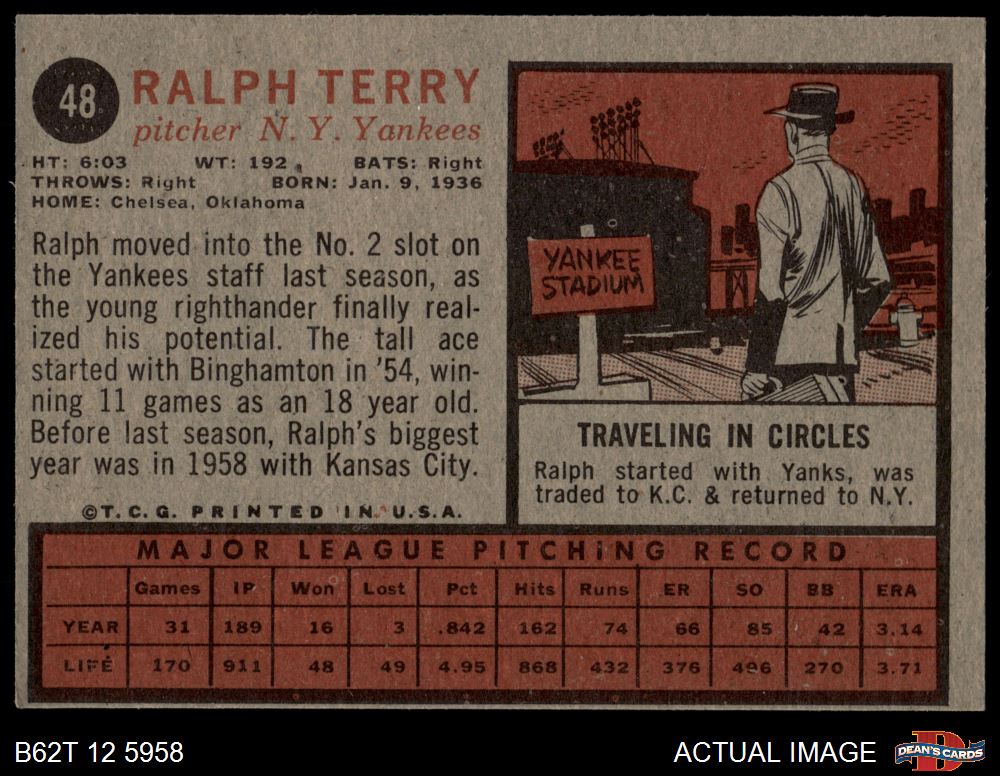 48
RALPH TERRY
pitcher N. Y. Yankees
HT: 6:03 WT: 192 BATS: Right
THROWS: Right BORN: Jan. 9, 1936
HOME: Chelsea, Oklahoma
Ralph moved into the No. 2 slot on
the Yankees staff last season, as
the young righthander finally real-
ized his potential. The tall ace
started with Binghamton in '54, win-
ning 11 games as an 18 year old.
Before last season, Ralph's biggest
year was in 1958 with Kansas City.
©T. C. G. PRINTED IN U.S.A.
YANKEE
STADIUM
TRAVELING IN CIRCLES
Ralph started with Yanks, was
traded to K.C. & returned to N.Y.
MAJOR LEAGUE PITCHING RECORD
Games IP Won Lost Pct Hits Runs ER SO BB ERA
YEAR 31 189 16 3 .842 162 74 66 85 42 3.14
LIFE 170 911 48 49 4.95 868 432 376 496 270 3.71
B62T 12 5958
ACTUAL IMAGE
DEAN'S CARDS